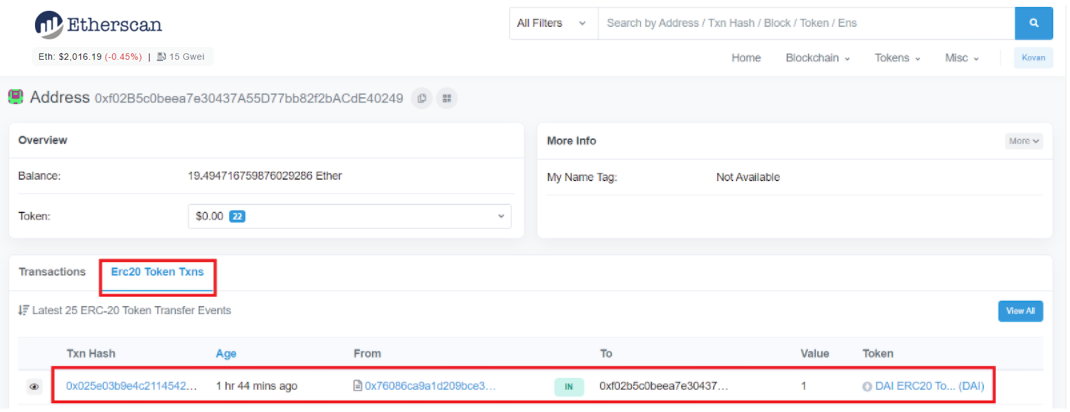 Etherscan
All Filters
Search by Address / Txn Hash / Block / Token / Ens
Eth: $2,016.19 (-0.45%) | 15 Gwei
Home Blockchain Tokens Misc Kovan
Address 0xf02B5c0beea7e30437A55D77bb82f2bACdE40249
Overview
Balance: 19.494716759876029286 Ether
Token: $0.00 22
More Info More
My Name Tag: Not Available
Transactions Erc20 Token Txns
Latest 25 ERC-20 Token Transfer Events View All
Txn Hash Age From To Value Token
0x025e03b9e4c2114542... 1 hr 44 mins ago 0x76086ca9a1d209bce3... IN 0xf02b5c0beea7e30437... 1 DAI ERC20 To... (DAI)